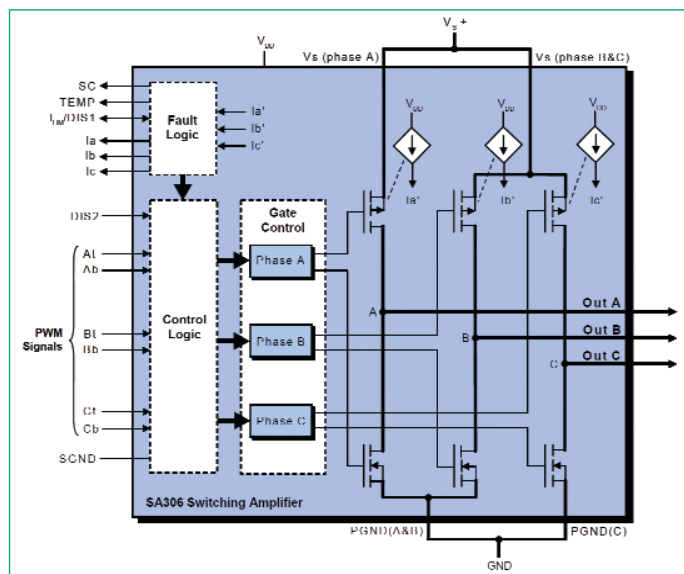 Vs +
VDD
Vs (phase A)
Vs (phase B&C)
SC
TEMP
ILIM/DIS1
Ia
Ib
Ic
Fault
Logic
Ia'
Ib'
Ic'
VDD
VDD
VDD
Ia'
Ib'
Ic'
DIS2
At
Ab
PWM
Signals
Bt
Bb
Ct
Cb
SGND
Control
Logic
Gate
Control
Phase A
Phase B
Phase C
A
Out A
B
Out B
C
Out C
SA306 Switching Amplifier
PGND(A&B)
PGND(C)
GND